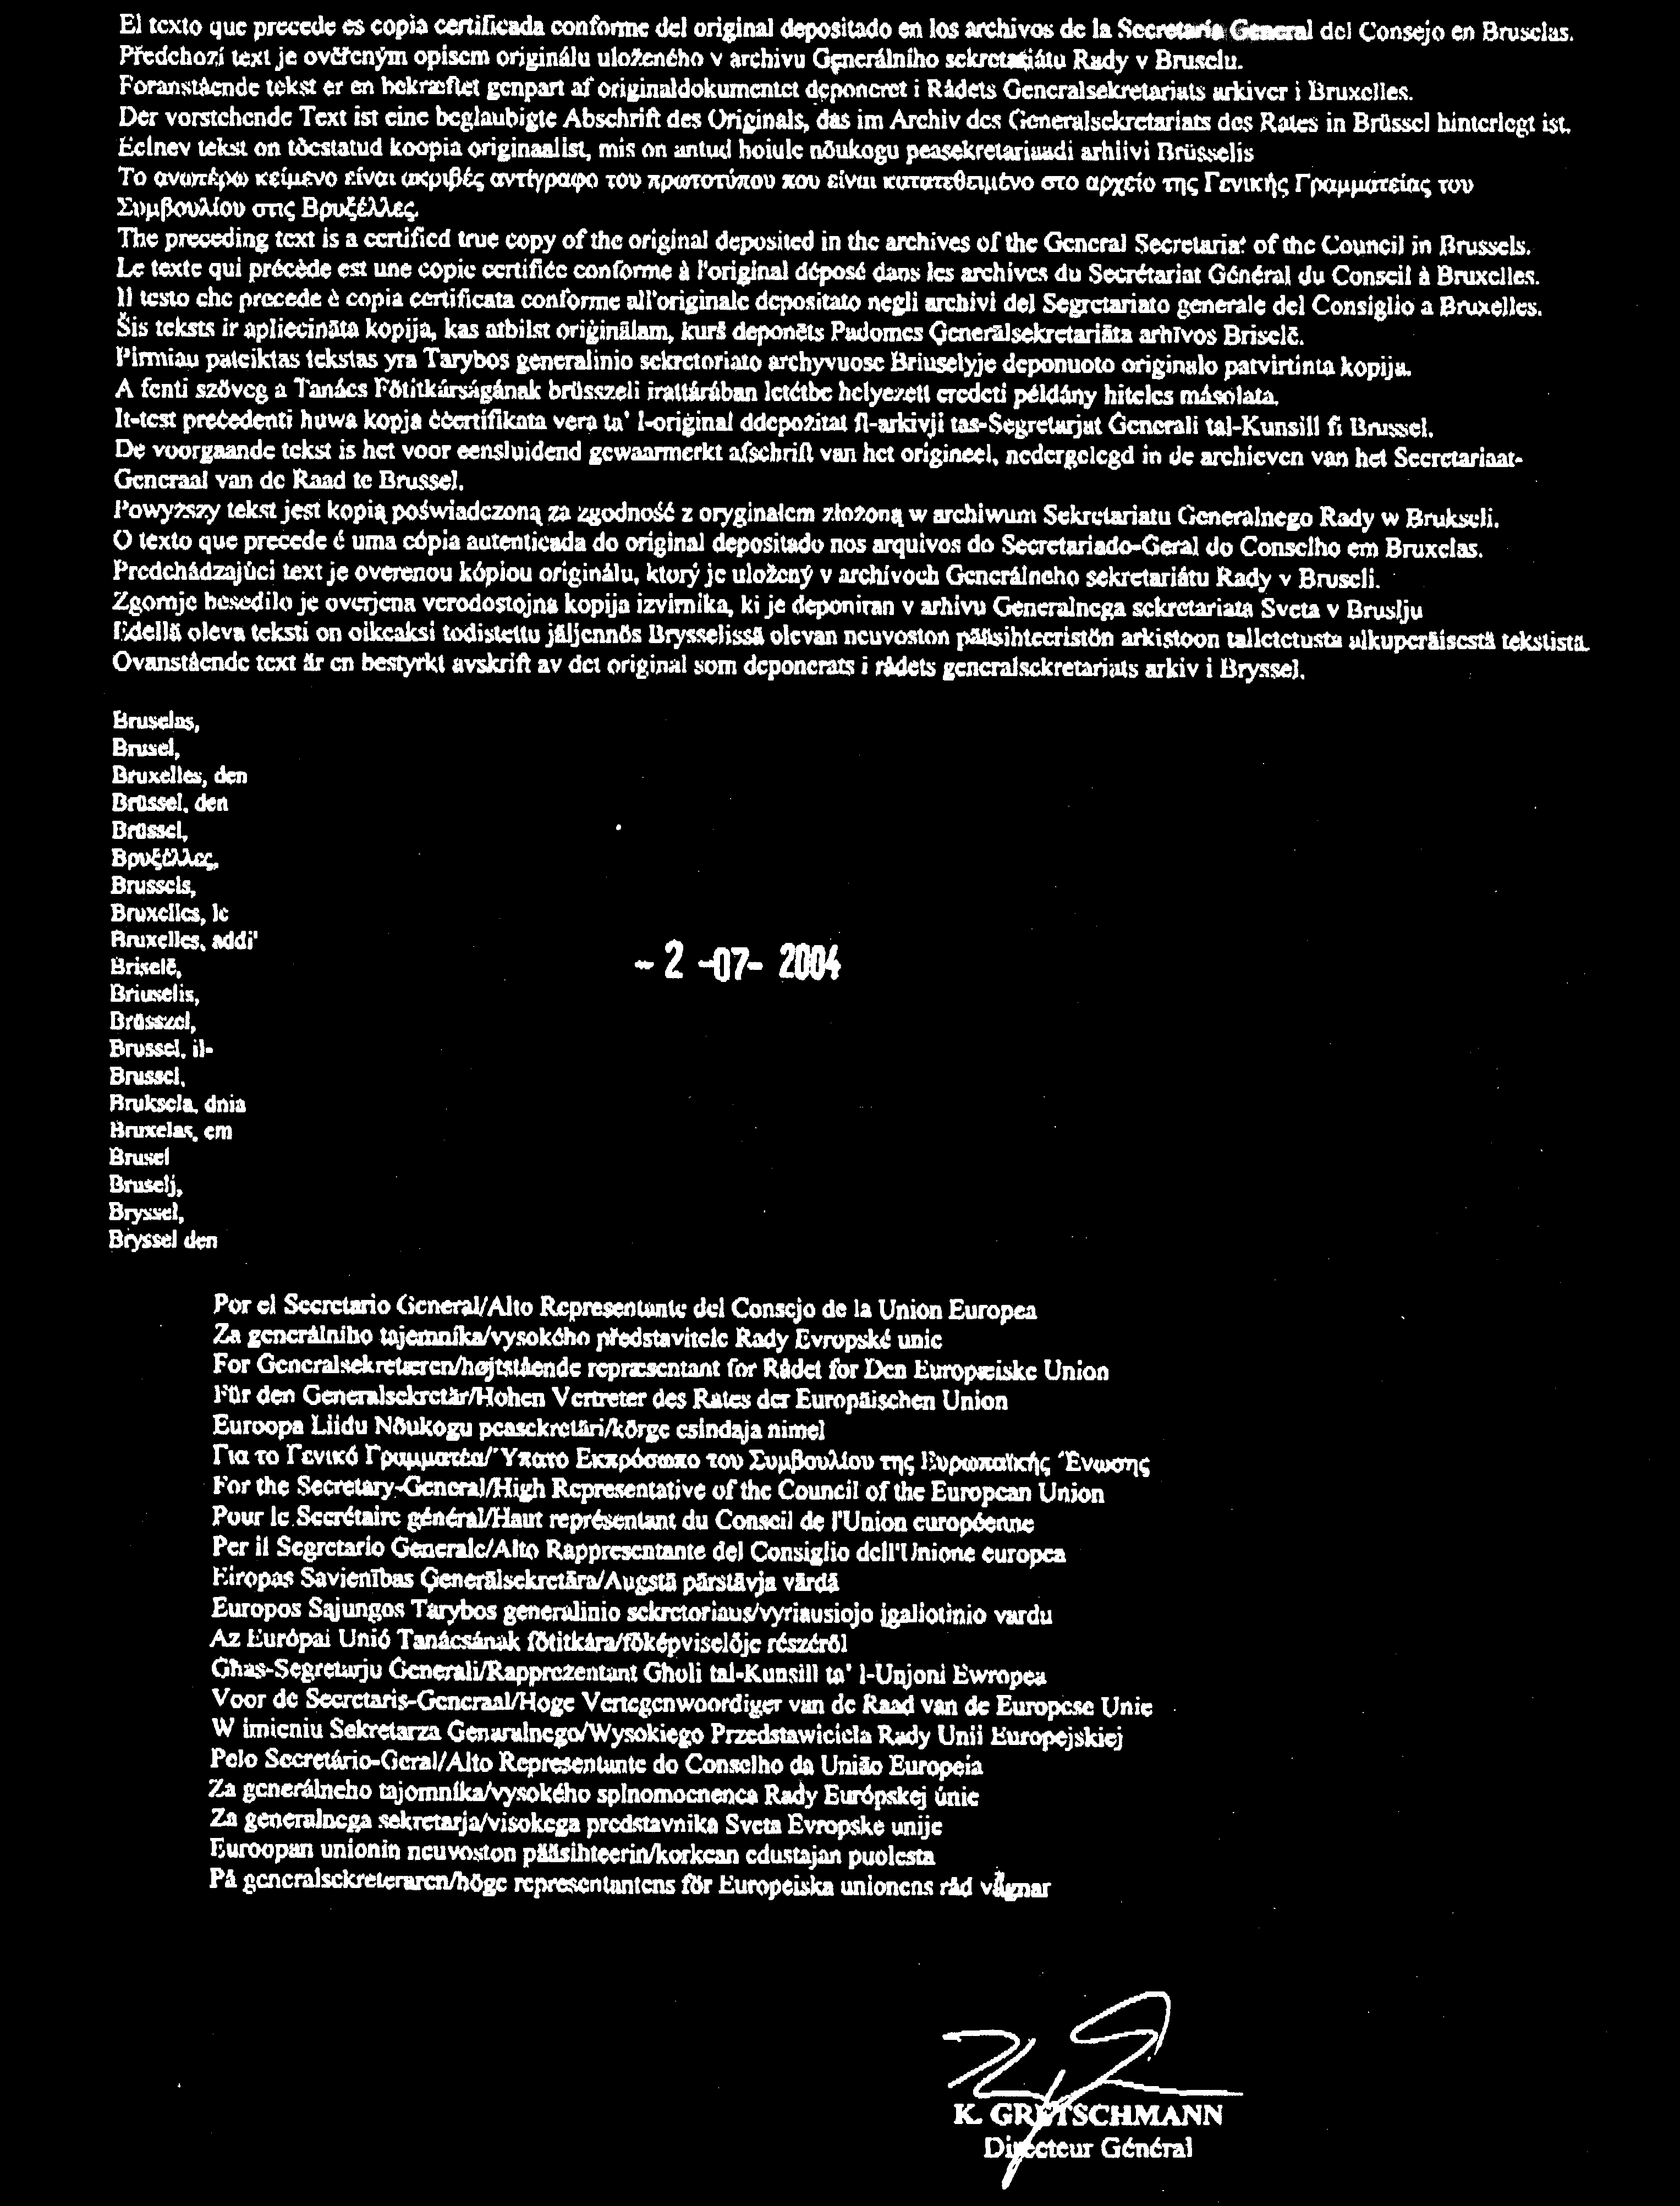 El texto que precede es copia certificada conforme del original depositado en los archivos de la Secretaría General del Consejo en Bruselas.
Předchozí text je ověřeným opisem originálu uloženého v archivu Generálního sekretariátu Rady v Bruselu.
Foranstående tekst er en bekræftet genpart af originaldokumentet deponeret i Rådets Generalsekretariats arkiver i Bruxelles.
Der vorstehende Text ist eine beglaubigte Abschrift des Originals, das im Archiv des Generalsekretariats des Rates in Brüssel hinterlegt ist.
Eelnev tekst on tõestatud koopia originaalist, mis on antud hoiule nõukogu peasekretariaadi arhiivi Brüsselis
Το ανωτέρω κείμενο είναι ακριβές αντίγραφο του πρωτοτύπου που είναι κατατεθειμένο στο αρχείο της Γενικής Γραμματείας του
Συμβουλίου στις Βρυξέλλες.
The preceding text is a certified true copy of the original deposited in the archives of the General Secretariat of the Council in Brussels.
Le texte qui précède est une copie certifiée conforme à l'original déposé dans les archives du Secrétariat Général du Conseil à Bruxelles.
Il testo che precede è copia certificata conforme all'originale depositato negli archivi del Segretariato generale del Consiglio a Bruxelles.
Šis teksts ir apliecināta kopija, kas atbilst oriģinālam, kurš deponēts Padomes Ģenerālsekretariāta arhīvos Briselē.
Pirmiau pateiktas tekstas yra Tarybos generalinio sekretoriato archyvuose Briuselyje deponuoto originalo patvirtinta kopija.
A fenti szöveg a Tanács Főtitkárságának brüsszeli irattárában letétbe helyezett eredeti példány hiteles másolata.
It-test preċedenti huwa kopja ċċertifikata vera ta' l-original ddepożitat fl-arkivji tas-Segretarjat Ġenerali tal-Kunsill fi Brussel.
De voorgaande tekst is het voor eensluidend gewaarmerkt afschrift van het origineel, nedergelegd in de archieven van het Secretariaat-
Generaal van de Raad te Brussel.
Powyższy tekst jest kopią poświadczoną za zgodność z oryginałem złożoną w archiwum Sekretariatu Generalnego Rady w Brukseli.
O texto que precede é uma cópia autenticada do original depositado nos arquivos do Secretariado-Geral do Conselho em Bruxelas.
Predchádzajúci text je overenou kópiou originálu, ktorý je uložený v archívoch Generálneho sekretariátu Rady v Bruseli.
Zgornje besedilo je overjena verodostojna kopija izvirnika, ki je deponiran v arhivu Generalnega sekretariata Sveta v Bruslju
Edellä oleva teksti on oikeaksi todistettu jäljennös Brysselissä olevan neuvoston pääsihteeristön arkistoon talletetusta alkuperäisestä tekstistä.
Ovanstående text är en bestyrkt avskrift av det original som deponerats i rådets generalsekretariats arkiv i Bryssel.
Bruselas,
Brusel,
Bruxelles, den
Brüssel, den
Brüssel,
Βρυξέλλες,
Brussels,
Bruxelles, le
Bruxelles, addi'
Briselē,
Briuselis,
Brüsszel,
Brussel, il-
Brussel,
Bruksela, dnia
Bruxelas, em
Brusel
Bruselj,
Bryssel,
Bryssel den
- 2 -07- 2004
Por el Secretario General/Alto Representante del Consejo de la Union Europea
Za generálního tajemníka/vysokého představitele Rady Evropské unie
For Generalsekretæren/højtstående repræsentant for Rådet for Den Europæiske Union
Für den Generalsekretär/Hohen Vertreter des Rates der Europäischen Union
Euroopa Liidu Nõukogu peasekretäri/kõrge esindaja nimel
Για το Γενικό Γραμματέα/Ύπατο Εκπρόσωπο του Συμβουλίου της Ευρωπαϊκής Ένωσης
For the Secretary-General/High Representative of the Council of the European Union
Pour le Secrétaire général/Haut représentant du Conseil de l'Union européenne
Per il Segretario Generale/Alto Rappresentante del Consiglio dell'Unione europea
Eiropas Savienības Ģenerālsekretāra/Augstā pārstāvja vārdā
Europos Sąjungos Tarybos generalinio sekretoriaus/vyriausiojo įgaliotinio vardu
Az Európai Unió Tanácsának főtitkára/főképviselője részéről
Għas-Segretarju Ġenerali/Rappreżentant Għoli tal-Kunsill ta' l-Unjoni Ewropea
Voor de Secretaris-Generaal/Hoge Vertegenwoordiger van de Raad van de Europese Unie
W imieniu Sekretarza Generalnego/Wysokiego Przedstawiciela Rady Unii Europejskiej
Pelo Secretário-Geral/Alto Representante do Conselho da União Europeia
Za generálneho tajomníka/vysokého splnomocnenca Rady Európskej únie
Za generalnega sekretarja/visokega predstavnika Sveta Evropske unije
Euroopan unionin neuvoston pääsihteerin/korkean edustajan puolesta
På generalsekreteraren/höge representantens för Europeiska unionens råd vägnar
K. GRETSCHMANN
Directeur Général